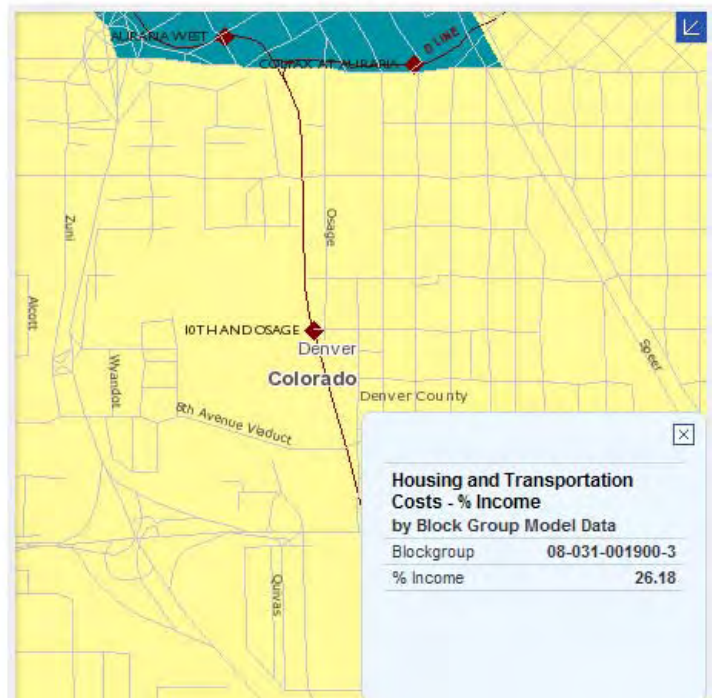 AURARIA WEST
COLFAX AT AURARIA
D LINE
Zuni
Osage
Alcott
10TH AND OSAGE
Denver
Speer
Wyandot
Colorado
Denver County
8th Avenue Viaduct
Housing and Transportation
Costs - % Income
by Block Group Model Data
Blockgroup 08-031-001900-3
% Income 26.18
Quivas